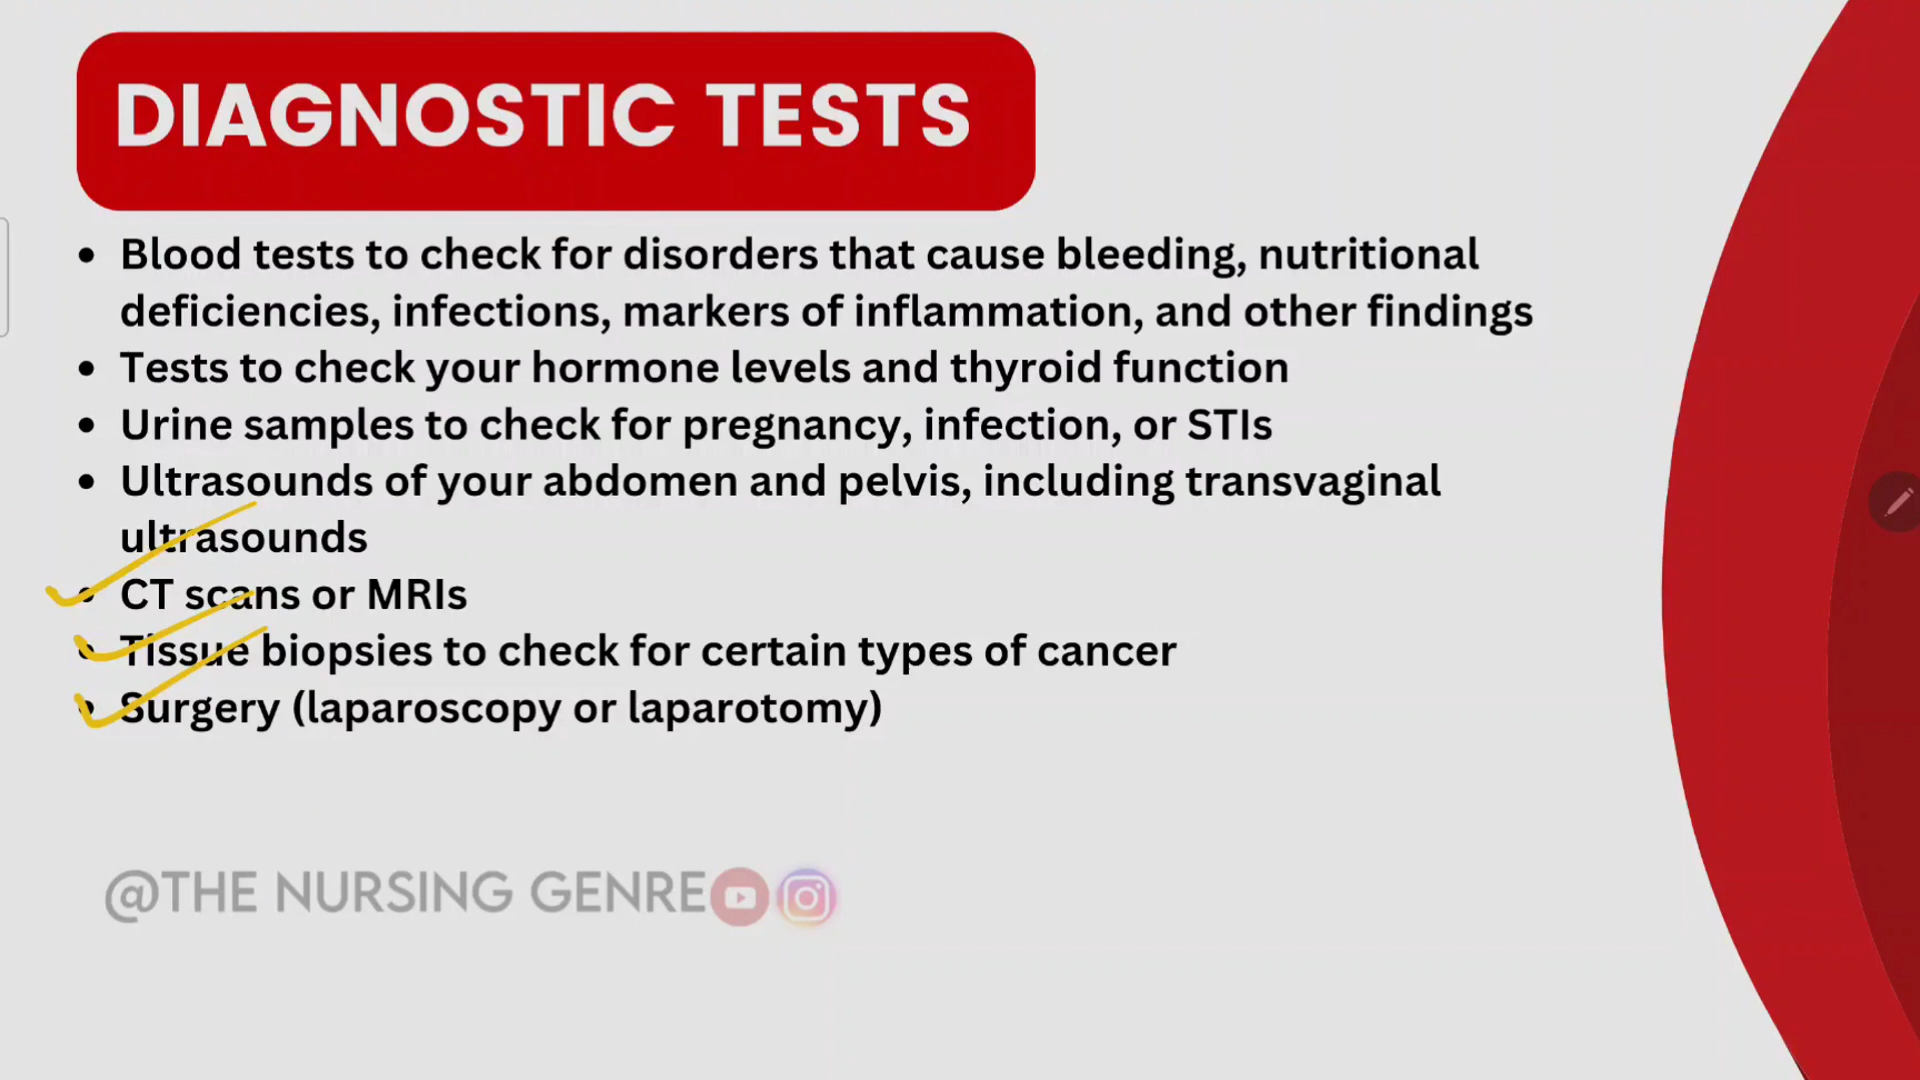 DIAGNOSTIC TESTS
• Blood tests to check for disorders that cause bleeding, nutritional
deficiencies, infections, markers of inflammation, and other findings
• Tests to check your hormone levels and thyroid function
• Urine samples to check for pregnancy, infection, or STIs
• Ultrasounds of your abdomen and pelvis, including transvaginal
ultrasounds
• CT scans or MRIs
• Tissue biopsies to check for certain types of cancer
• Surgery (laparoscopy or laparotomy)
@THE NURSING GENRE